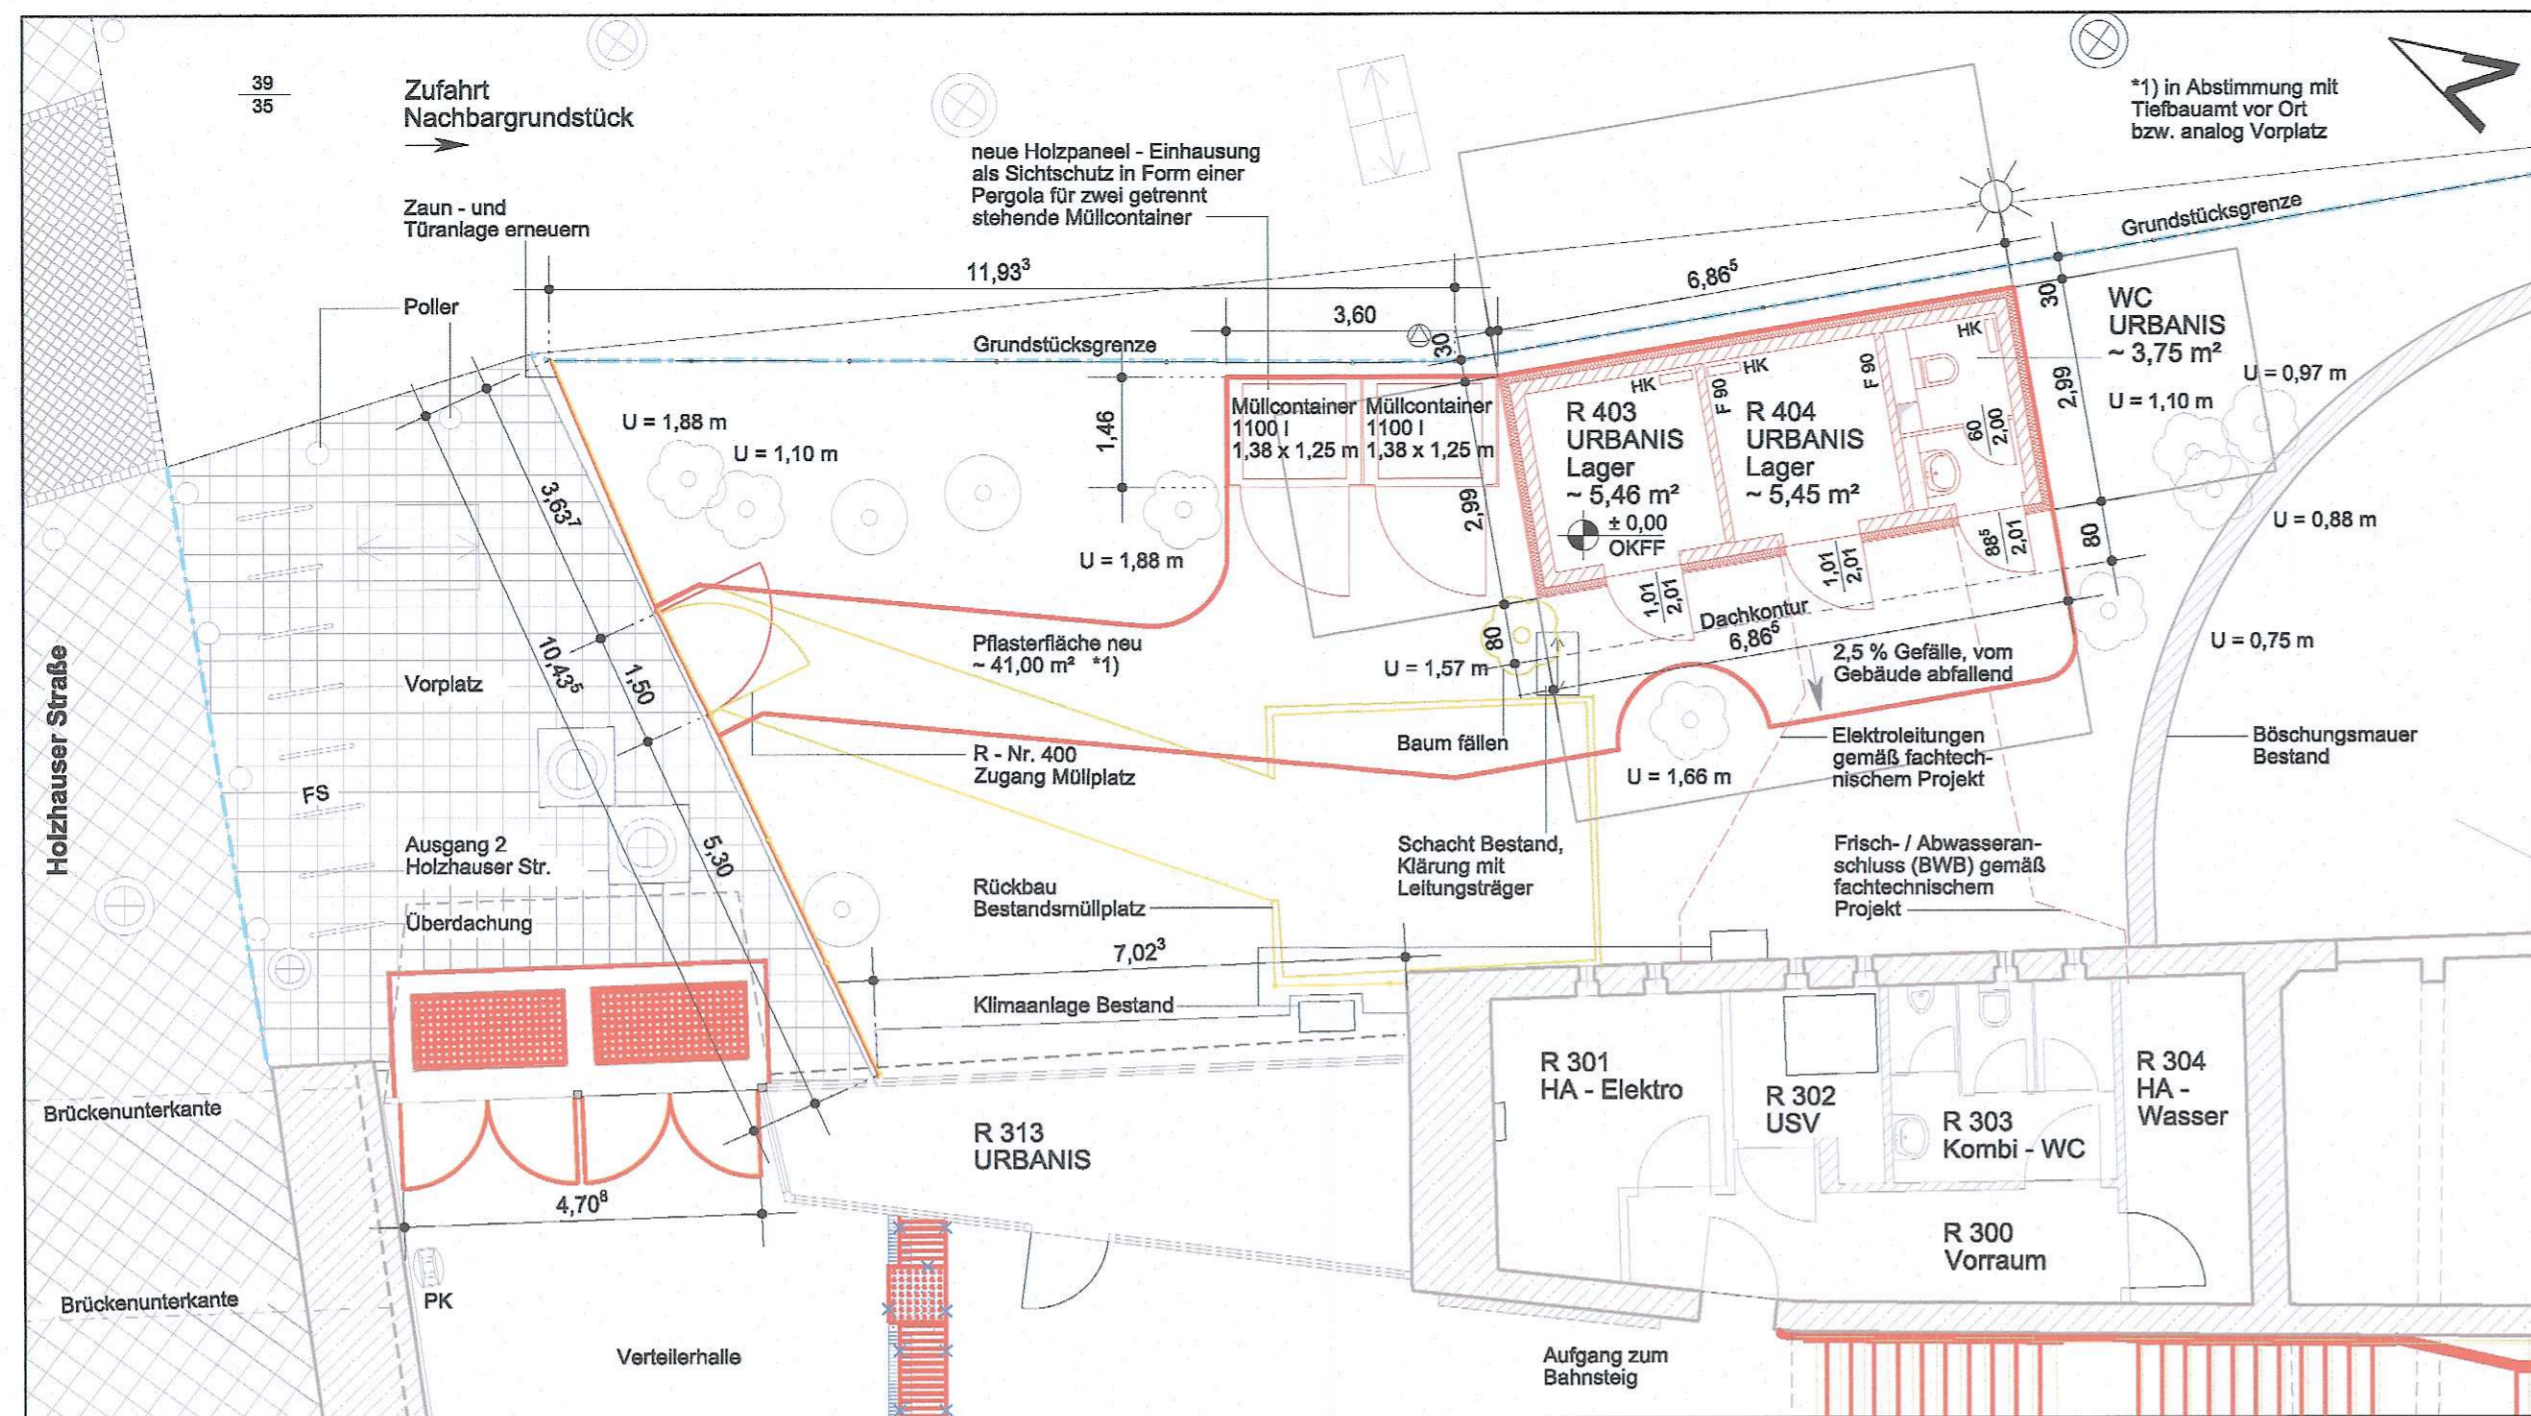 39
35
Zufahrt
Nachbargrundstück
*1) in Abstimmung mit
Tiefbauamt vor Ort
bzw. analog Vorplatz
neue Holzpaneel - Einhausung
als Sichtschutz in Form einer
Pergola für zwei getrennt
stehende Müllcontainer
Zaun - und
Türanlage erneuern
Grundstücksgrenze
11,93³
6,86⁵
Poller
3,60
30
30
WC
URBANIS
~ 3,75 m²
Grundstücksgrenze
HK
HK
HK
F 90
F 90
U = 0,97 m
2,99
U = 1,10 m
U = 1,88 m
U = 1,10 m
1,46
Müllcontainer
1100 l
1,38 x 1,25 m
Müllcontainer
1100 l
1,38 x 1,25 m
R 403
URBANIS
Lager
~ 5,46 m²
± 0,00
OKFF
R 404
URBANIS
Lager
~ 5,45 m²
60
2,00
2,99
3,63⁷
U = 0,88 m
88⁵
2,01
80
U = 1,88 m
1,01
2,01
1,01
2,01
Dachkontur
6,86⁵
80
Pflasterfläche neu
~ 41,00 m² *1)
U = 1,57 m
2,5 % Gefälle, vom
Gebäude abfallend
U = 0,75 m
10,43⁵
1,50
Vorplatz
Holzhauser Straße
R - Nr. 400
Zugang Müllplatz
Baum fällen
U = 1,66 m
Elektroleitungen
gemäß fachtech-
nischem Projekt
Böschungsmauer
Bestand
FS
Ausgang 2
Holzhauser Str.
5,30
Schacht Bestand,
Klärung mit
Leitungsträger
Frisch- / Abwasseran-
schluss (BWB) gemäß
fachtechnischem
Projekt
Rückbau
Bestandsmüllplatz
Überdachung
7,02³
Klimaanlage Bestand
R 301
HA - Elektro
R 302
USV
R 303
Kombi - WC
R 304
HA -
Wasser
Brückenunterkante
R 313
URBANIS
4,70⁸
R 300
Vorraum
Brückenunterkante
PK
Verteilerhalle
Aufgang zum
Bahnsteig